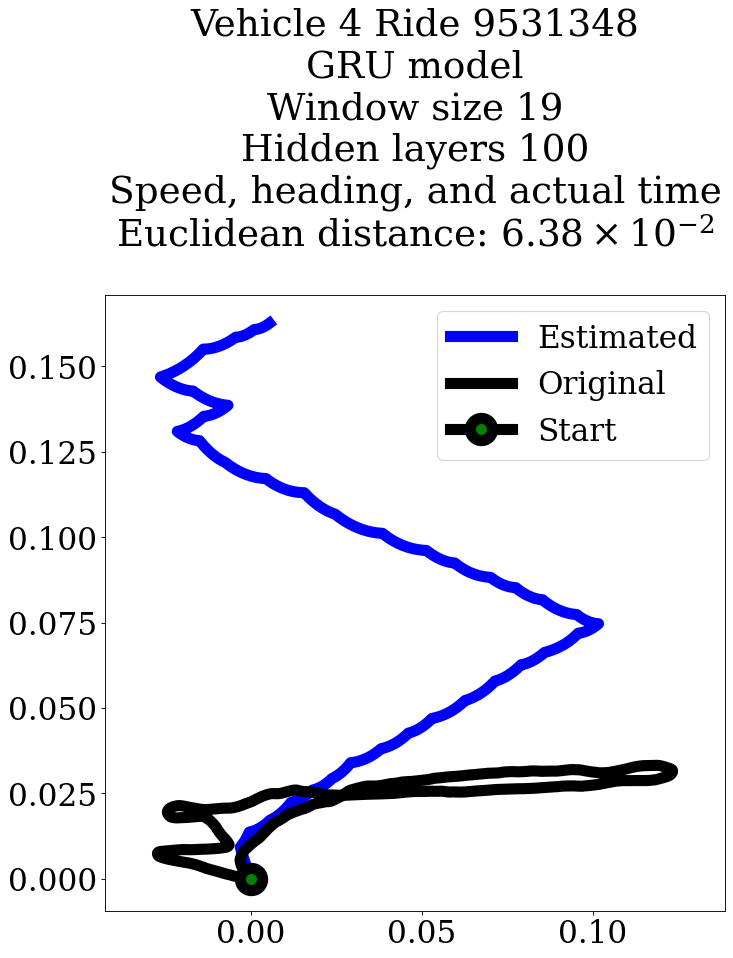 Vehicle 4 Ride 9531348
GRU model
Window size 19
Hidden layers 100
Speed, heading, and actual time
Euclidean distance: 6.38 × 10⁻²
Estimated
Original
Start
0.150
0.125
0.100
0.075
0.050
0.025
0.000
0.00 0.05 0.10